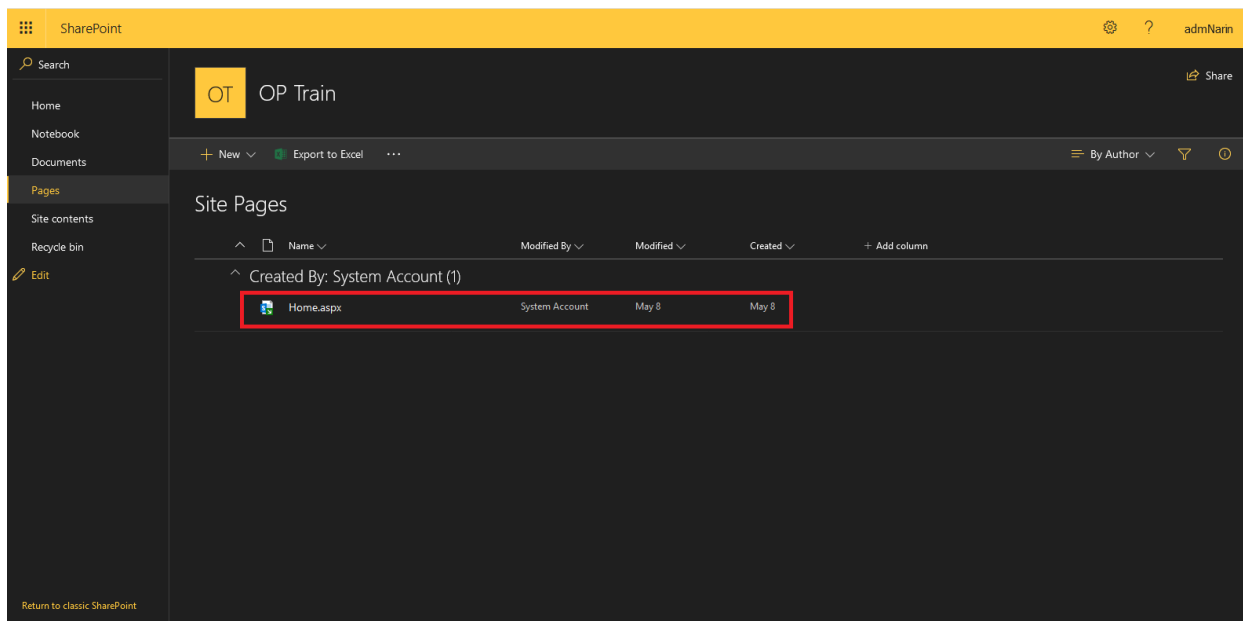 SharePoint ? admNarin
Search
Home
Notebook
Documents
Pages
Site contents
Recycle bin
Edit
Return to classic SharePoint
OT OP Train
Share
+ New Export to Excel ... By Author
Site Pages
Name Modified By Modified Created + Add column
Created By: System Account (1)
Home.aspx System Account May 8 May 8